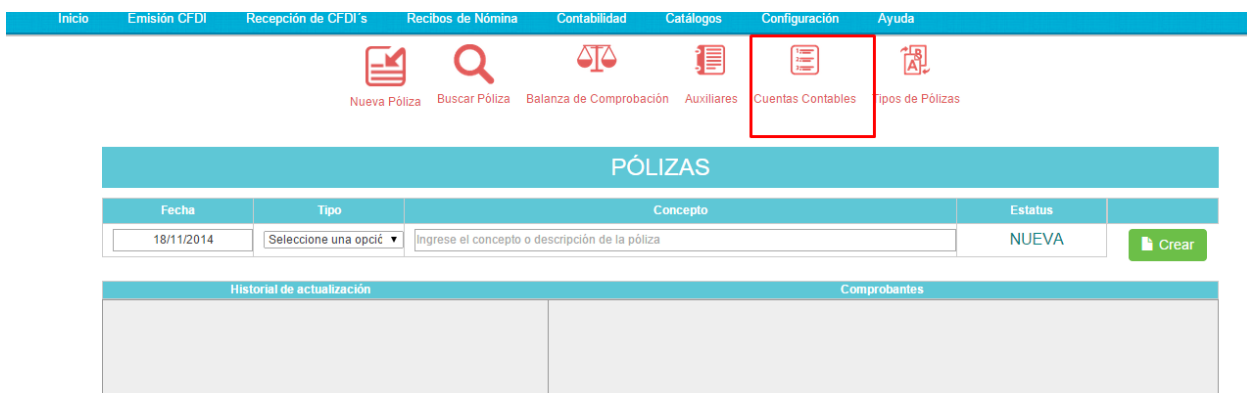 Inicio Emisión CFDI Recepción de CFDI´s Recibos de Nómina Contabilidad Catálogos Configuración Ayuda
Nueva Póliza Buscar Póliza Balanza de Comprobación Auxiliares Cuentas Contables Tipos de Pólizas
PÓLIZAS
Fecha Tipo Concepto Estatus
18/11/2014 Seleccione una opció Ingrese el concepto o descripción de la póliza NUEVA Crear
Historial de actualización Comprobantes